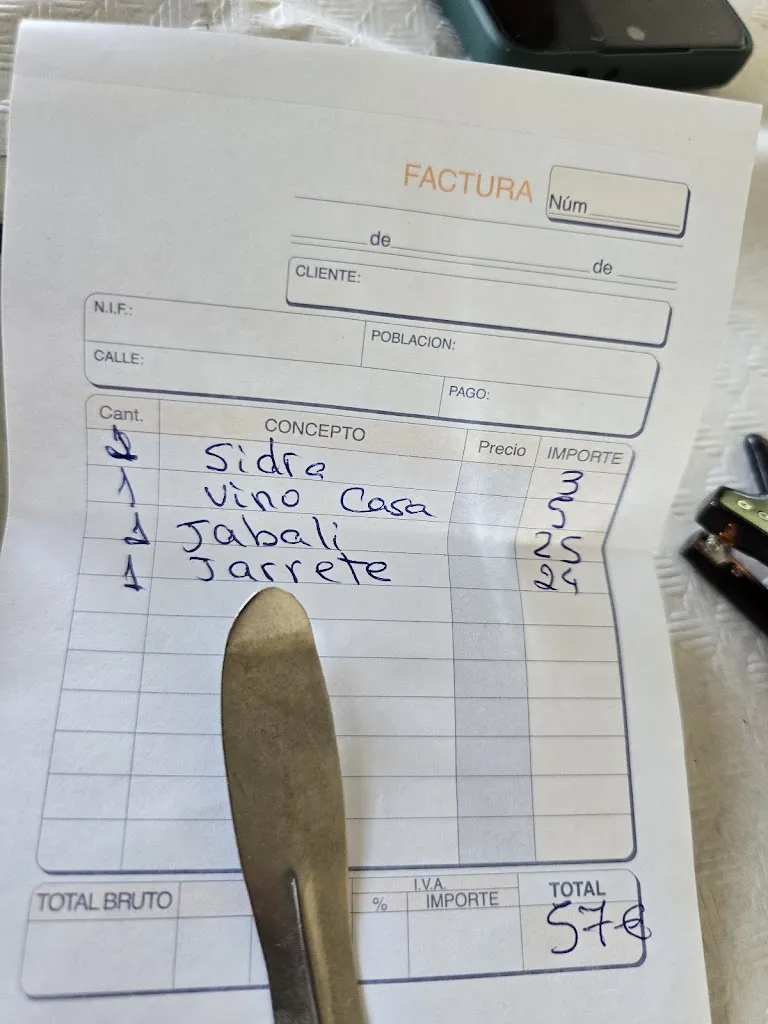 FACTURA
Núm
de de
CLIENTE:
N.I.F.:
POBLACION:
CALLE:
PAGO:
Cant. CONCEPTO Precio IMPORTE
Sidra 3
1 vino Casa 5
1 Jabali 25
1 Jarrete 24
I.V.A.
TOTAL BRUTO % IMPORTE TOTAL
57€